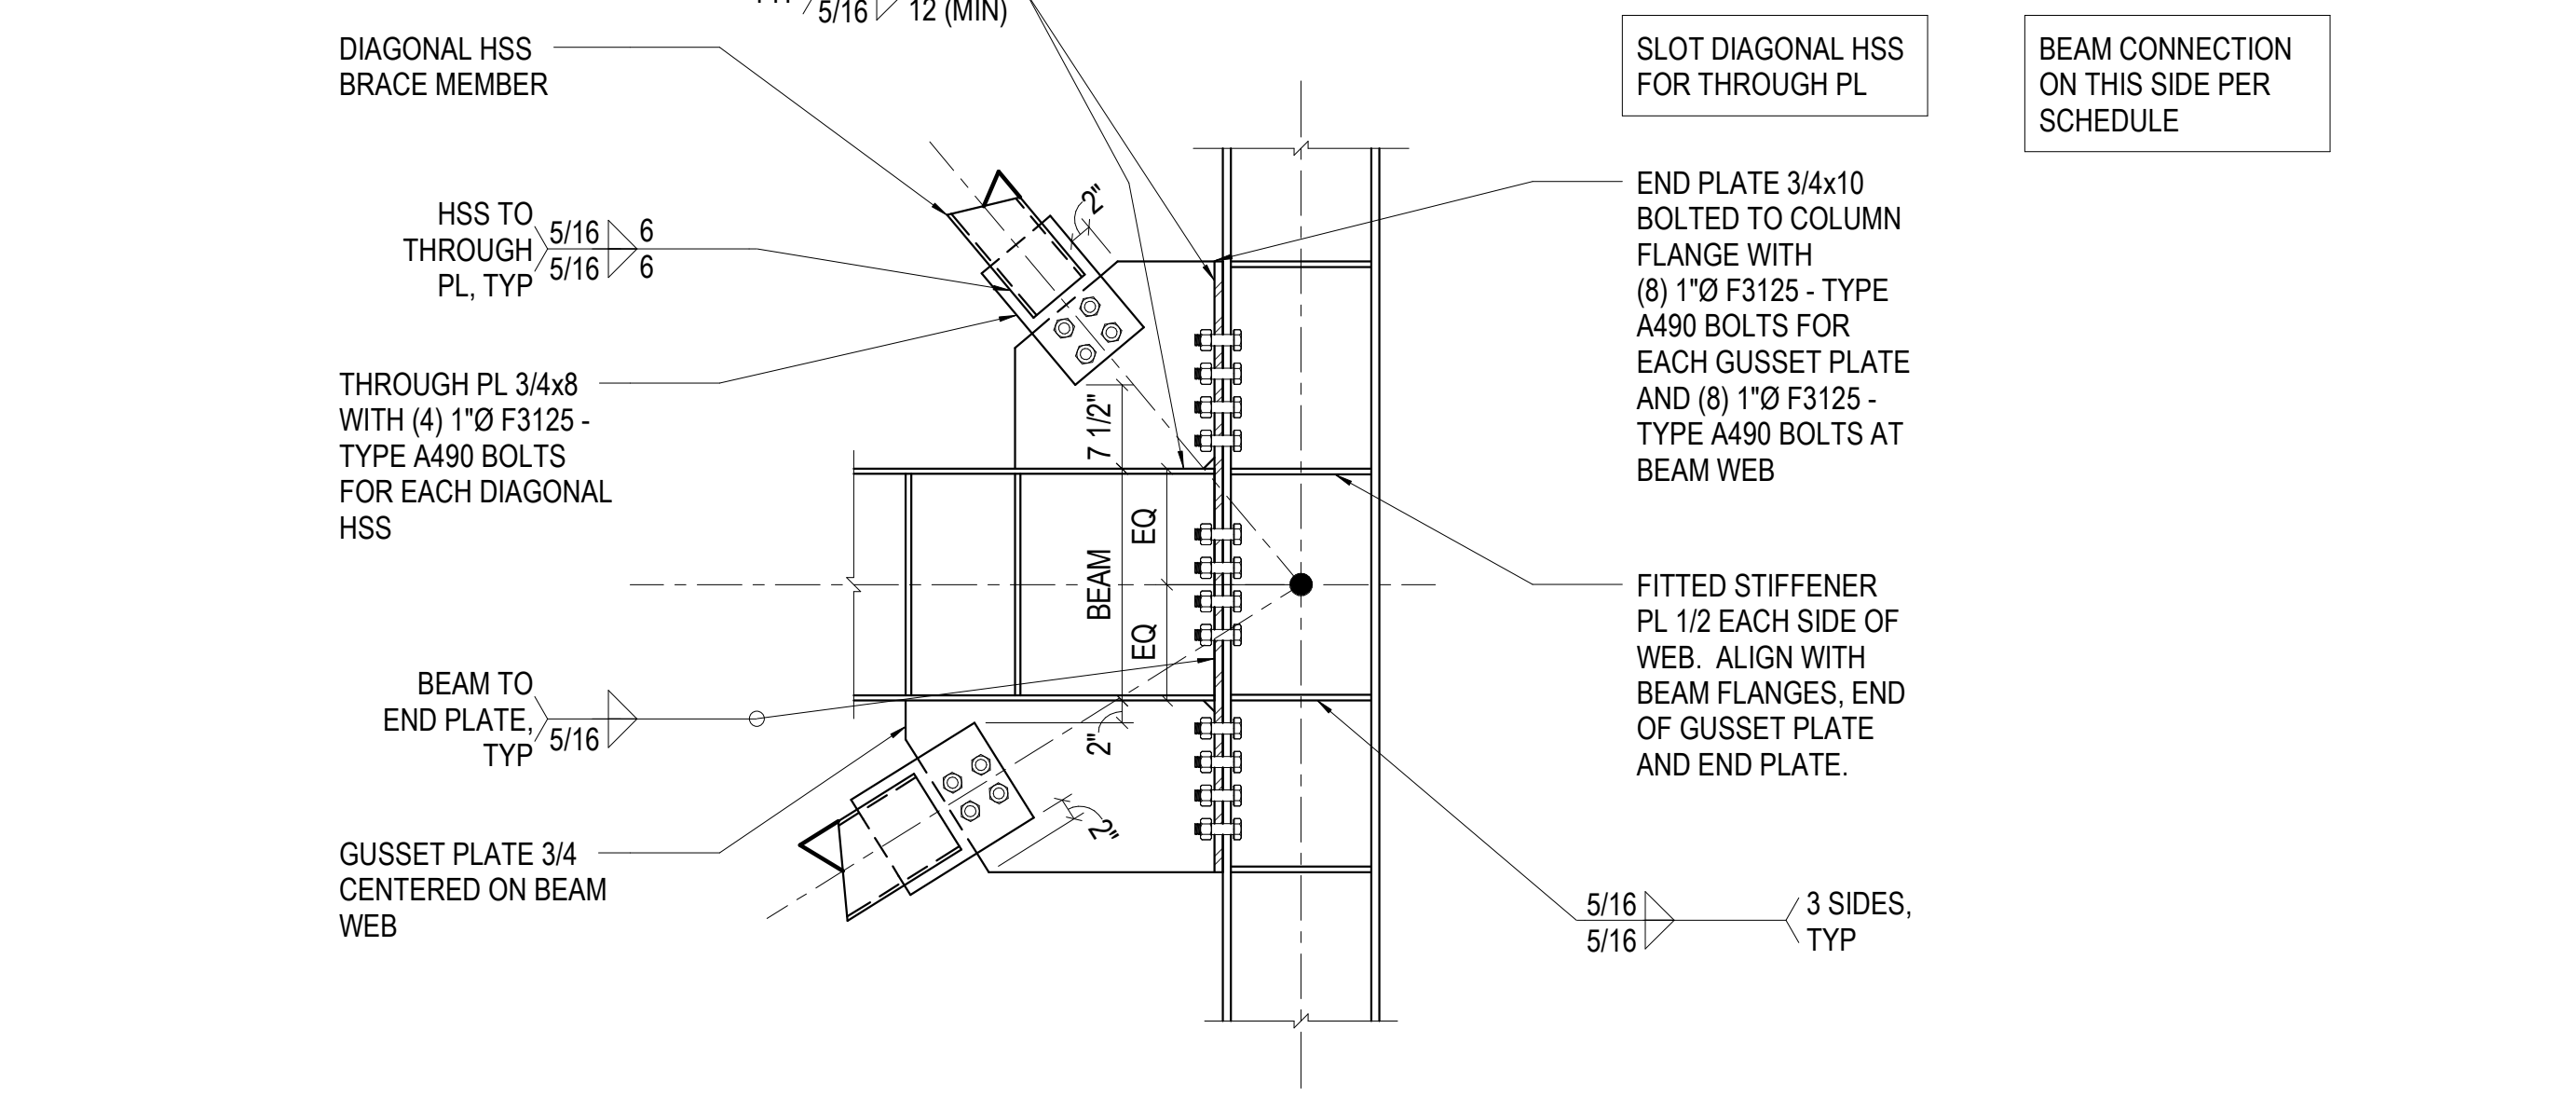 5/16
12 (MIN)
DIAGONAL HSS
BRACE MEMBER
HSS TO
THROUGH
PL, TYP
5/16
5/16
6
6
THROUGH PL 3/4x8
WITH (4) 1"Ø F3125 -
TYPE A490 BOLTS
FOR EACH DIAGONAL
HSS
BEAM TO
END PLATE,
TYP
5/16
GUSSET PLATE 3/4
CENTERED ON BEAM
WEB
2"
7 1/2"
EQ
BEAM
EQ
2"
2"
SLOT DIAGONAL HSS
FOR THROUGH PL
BEAM CONNECTION
ON THIS SIDE PER
SCHEDULE
END PLATE 3/4x10
BOLTED TO COLUMN
FLANGE WITH
(8) 1"Ø F3125 - TYPE
A490 BOLTS FOR
EACH GUSSET PLATE
AND (8) 1"Ø F3125 -
TYPE A490 BOLTS AT
BEAM WEB
FITTED STIFFENER
PL 1/2 EACH SIDE OF
WEB.  ALIGN WITH
BEAM FLANGES, END
OF GUSSET PLATE
AND END PLATE.
5/16
5/16
3 SIDES,
TYP